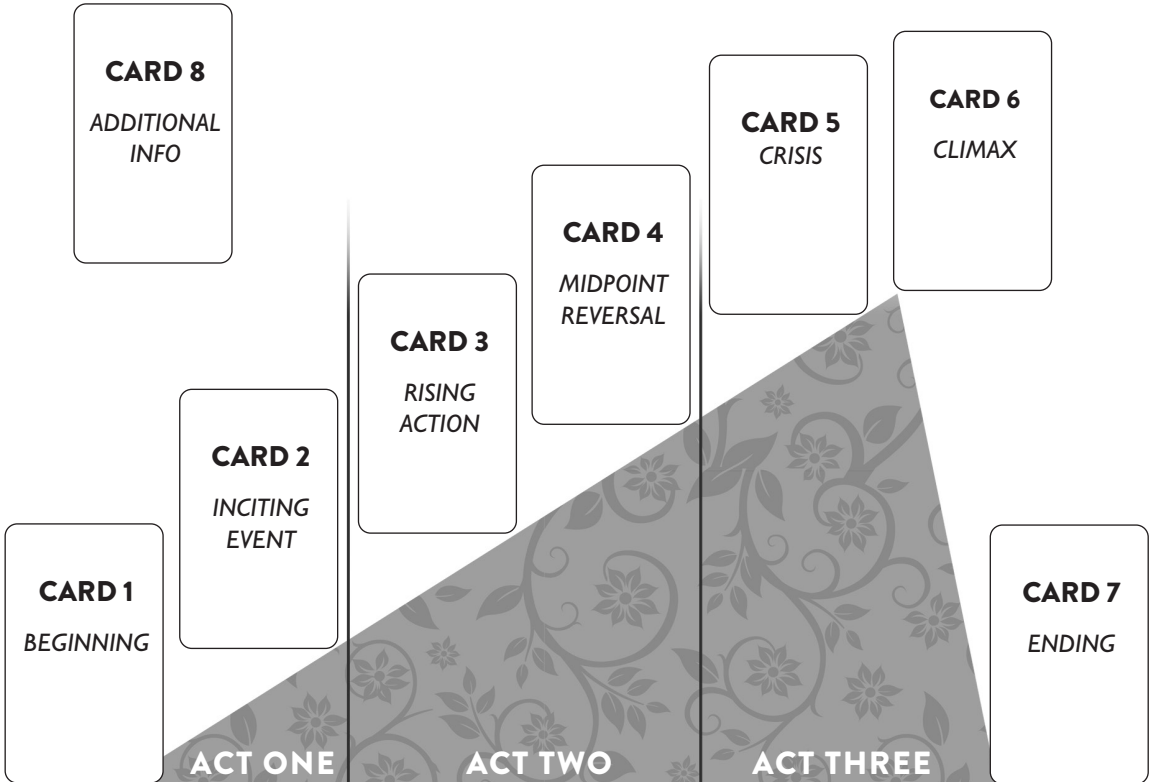 CARD 8
ADDITIONAL
INFO
CARD 1
BEGINNING
CARD 2
INCITING
EVENT
CARD 3
RISING
ACTION
CARD 4
MIDPOINT
REVERSAL
CARD 5
CRISIS
CARD 6
CLIMAX
CARD 7
ENDING
ACT ONE
ACT TWO
ACT THREE